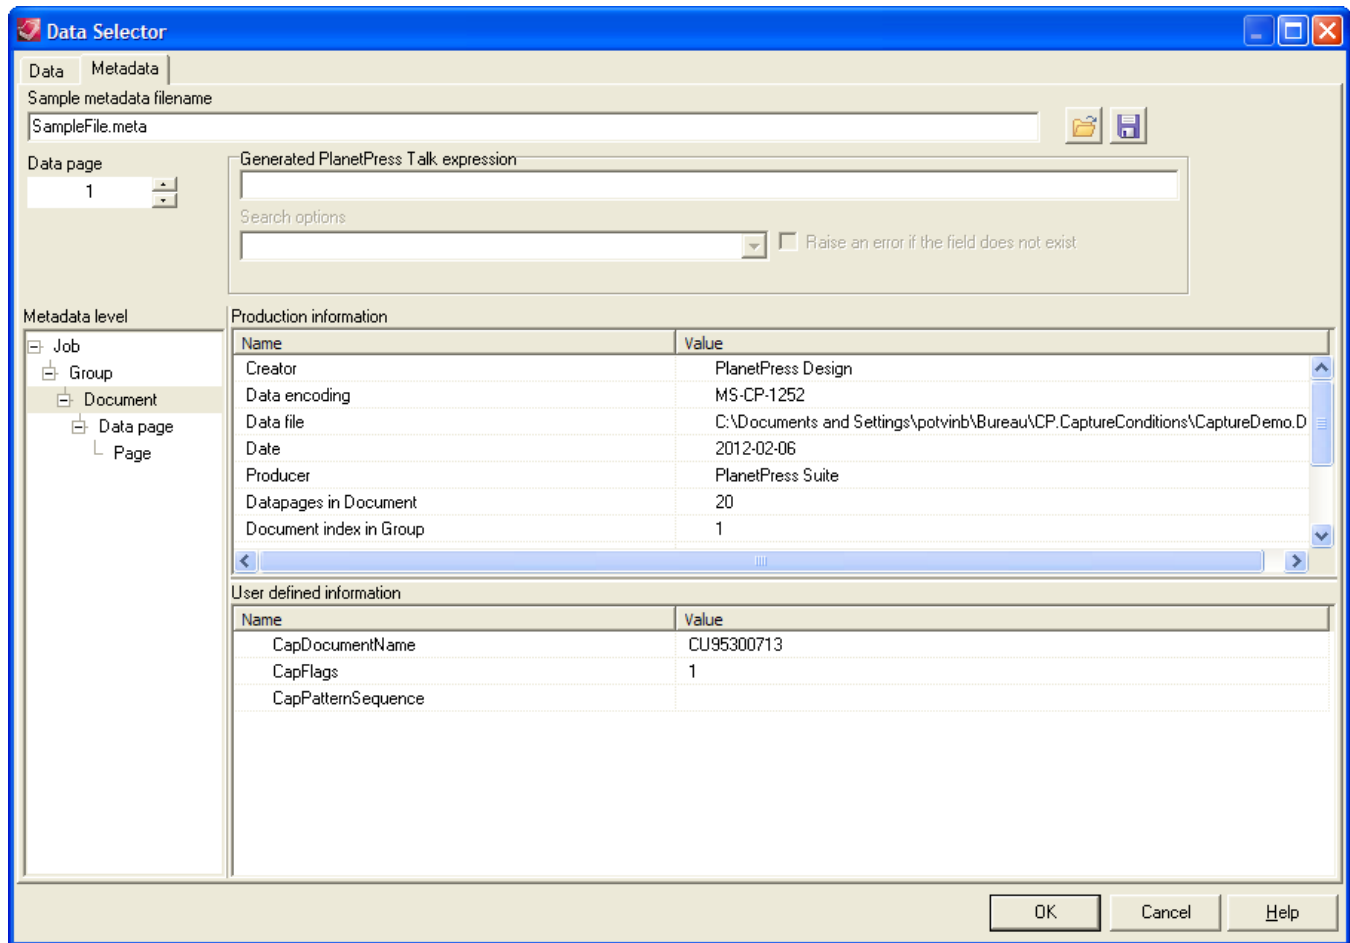 Data Selector
Data Metadata
Sample metadata filename
SampleFile.meta
Data page
1
Generated PlanetPress Talk expression
Search options
Raise an error if the field does not exist
Metadata level
Job
Group
Document
Data page
Page
Production information
Name Value
Creator PlanetPress Design
Data encoding MS-CP-1252
Data file C:\Documents and Settings\potvinb\Bureau\CP.CaptureConditions\CaptureDemo.D
Date 2012-02-06
Producer PlanetPress Suite
Datapages in Document 20
Document index in Group 1
User defined information
Name Value
CapDocumentName CU95300713
CapFlags 1
CapPatternSequence
OK Cancel Help